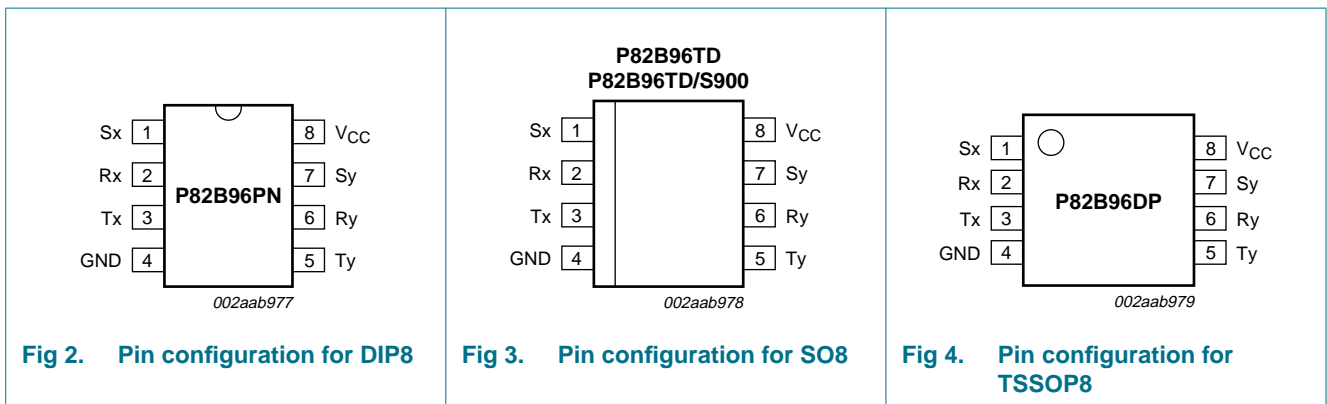 Sx 1
Rx 2
Tx 3
GND 4
P82B96PN
8 VCC
7 Sy
6 Ry
5 Ty
002aab977
Fig 2. Pin configuration for DIP8
P82B96TD
P82B96TD/S900
Sx 1
Rx 2
Tx 3
GND 4
8 VCC
7 Sy
6 Ry
5 Ty
002aab978
Fig 3. Pin configuration for SO8
Sx 1
Rx 2
Tx 3
GND 4
P82B96DP
8 VCC
7 Sy
6 Ry
5 Ty
002aab979
Fig 4. Pin configuration for
TSSOP8